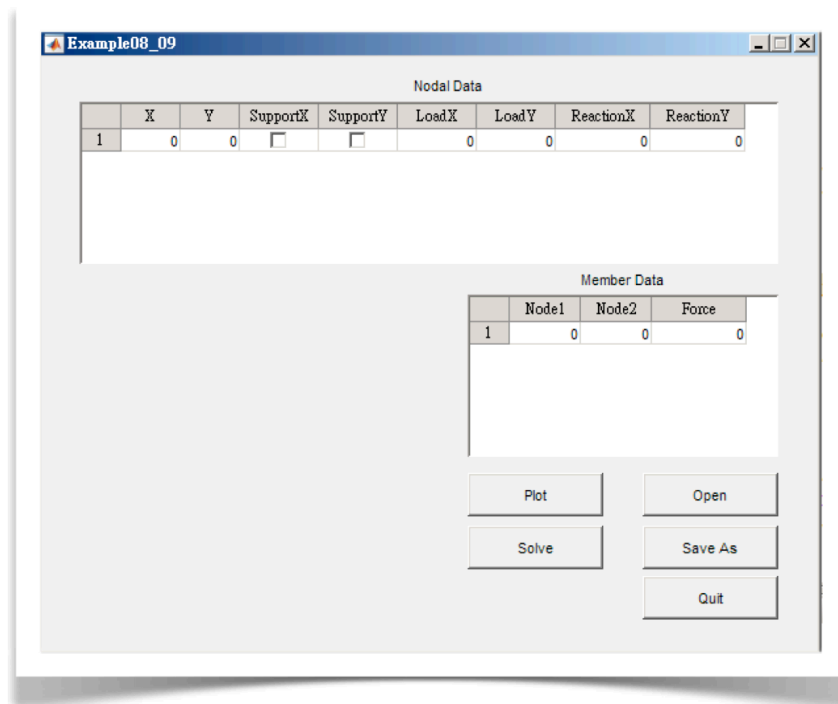 Example08_09
Nodal Data
X Y SupportX SupportY LoadX LoadY ReactionX ReactionY
1 0 0 0 0 0 0
Member Data
Node1 Node2 Force
1 0 0 0
Plot Open
Solve Save As
Quit